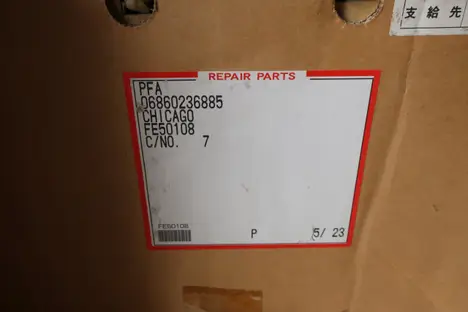 支給先
REPAIR PARTS
PFA
06860236885
CHICAGO
FE50108
C/NO. 7
FE50108
P 5/ 23